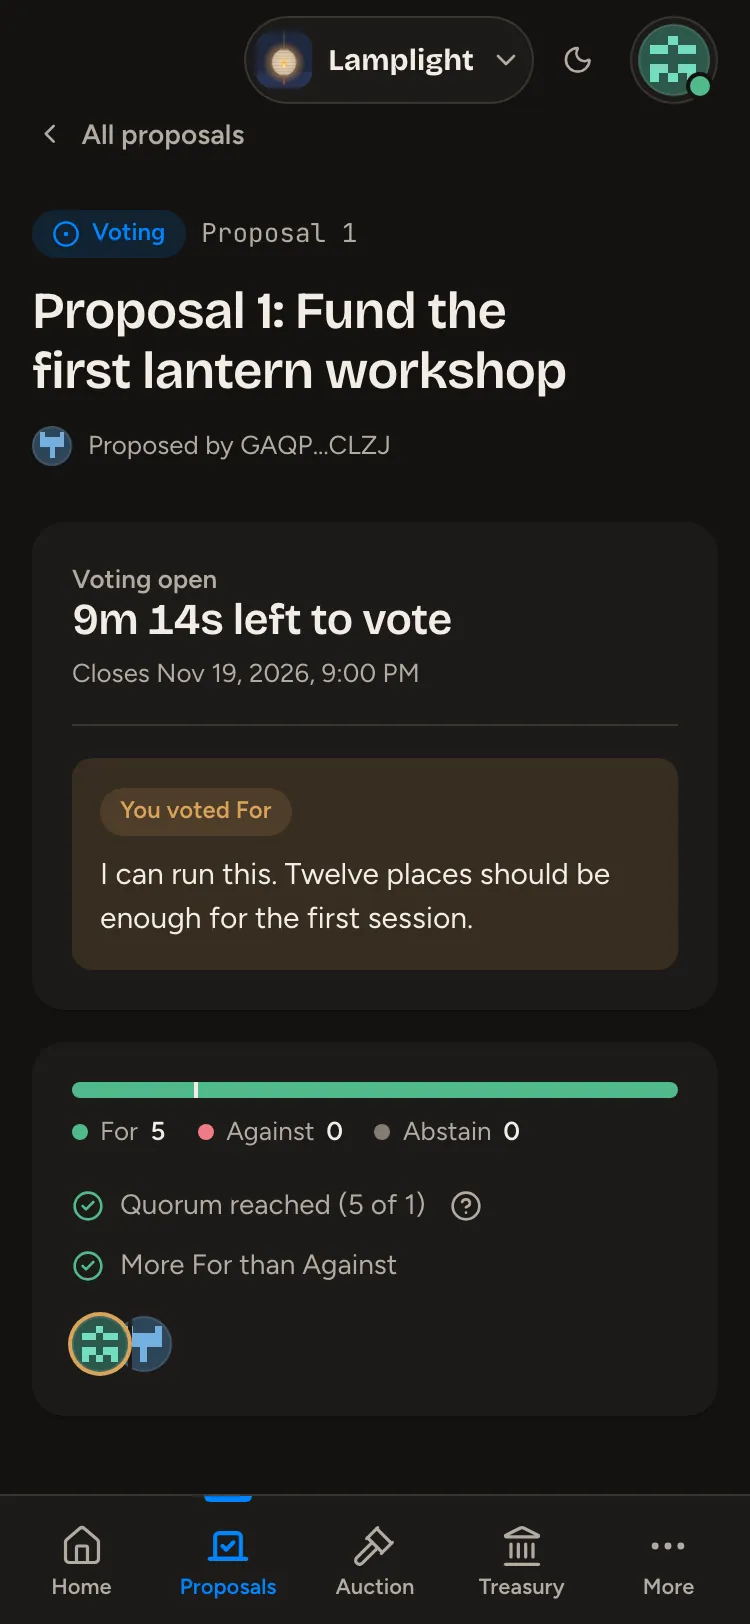 Lamplight
All proposals
Voting
Proposal 1
Proposal 1: Fund the
first lantern workshop
Proposed by GAQP...CLZJ
Voting open
9m 14s left to vote
Closes Nov 19, 2026, 9:00 PM
You voted For
I can run this. Twelve places should be
enough for the first session.
For 5 Against 0 Abstain 0
Quorum reached (5 of 1) ?
More For than Against
Home Proposals Auction Treasury More